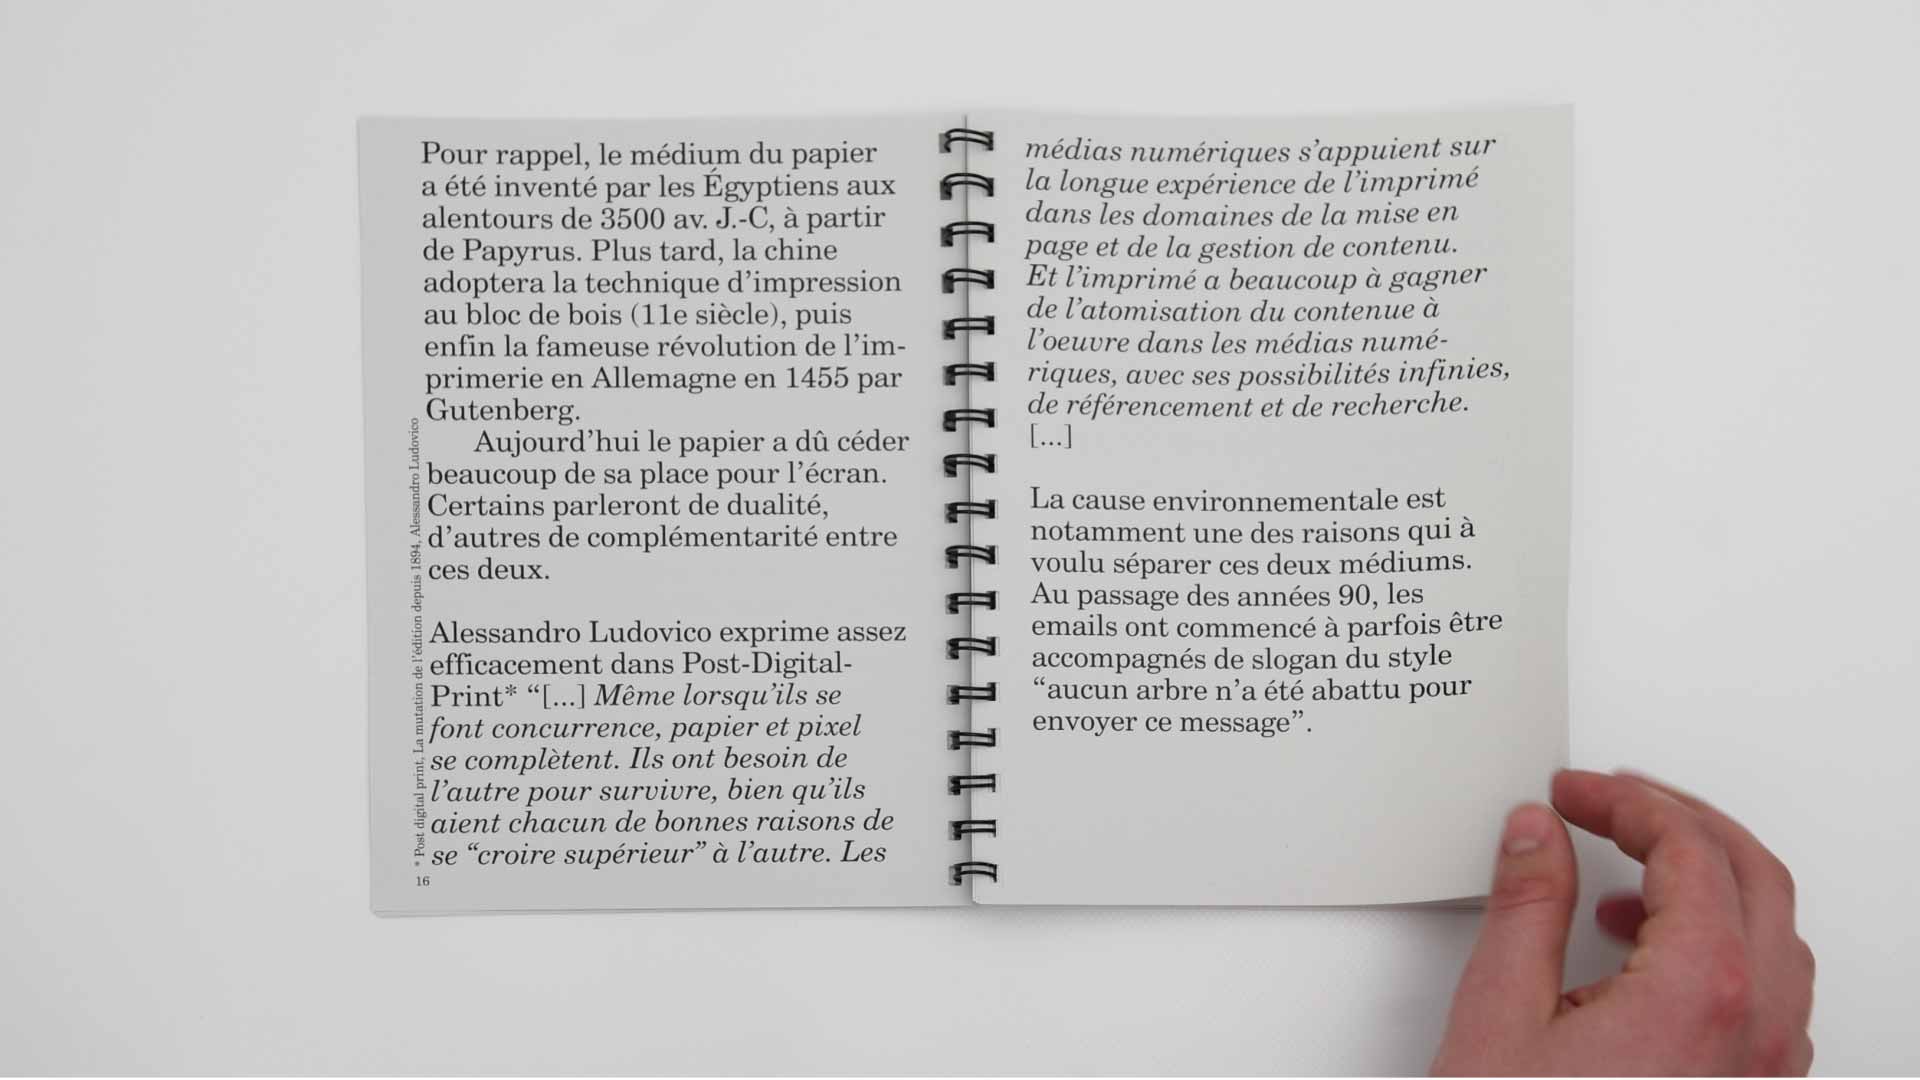 Pour rappel, le médium du papier
a été inventé par les Égyptiens aux
alentours de 3500 av. J.-C, à partir
de Papyrus. Plus tard, la chine
adoptera la technique d’impression
au bloc de bois (11e siècle), puis
enfin la fameuse révolution de l’im-
primerie en Allemagne en 1455 par
Gutenberg.
Aujourd’hui le papier a dû céder
beaucoup de sa place pour l’écran.
Certains parleront de dualité,
d’autres de complémentarité entre
ces deux.
Alessandro Ludovico exprime assez
efficacement dans Post-Digital-
Print* “[...] Même lorsqu’ils se
font concurrence, papier et pixel
se complètent. Ils ont besoin de
l’autre pour survivre, bien qu’ils
aient chacun de bonnes raisons de
se “croire supérieur” à l’autre. Les
* Post digital print, La mutation de l’édition depuis 1894, Alessandro Ludovico
16
médias numériques s’appuient sur
la longue expérience de l’imprimé
dans les domaines de la mise en
page et de la gestion de contenu.
Et l’imprimé a beaucoup à gagner
de l’atomisation du contenue à
l’oeuvre dans les médias numé-
riques, avec ses possibilités infinies,
de référencement et de recherche.
[...]
La cause environnementale est
notamment une des raisons qui à
voulu séparer ces deux médiums.
Au passage des années 90, les
emails ont commencé à parfois être
accompagnés de slogan du style
“aucun arbre n’a été abattu pour
envoyer ce message”.